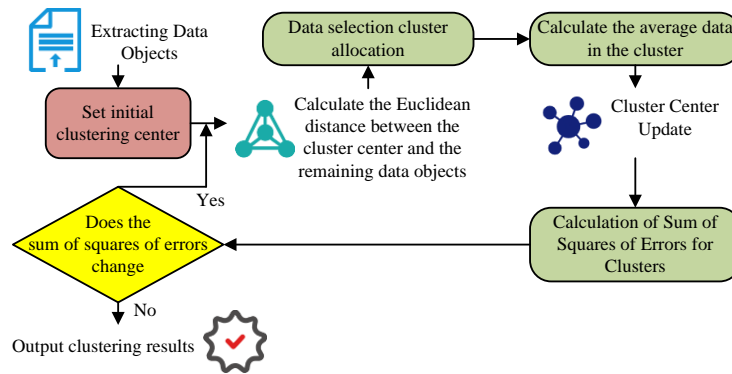 Extracting Data
Objects
Set initial
clustering center
Calculate the Euclidean
distance between the
cluster center and the
remaining data objects
Data selection cluster
allocation
Calculate the average data
in the cluster
Cluster Center
Update
Calculation of Sum of
Squares of Errors for
Clusters
Does the
sum of squares of errors
change
Yes
No
Output clustering results